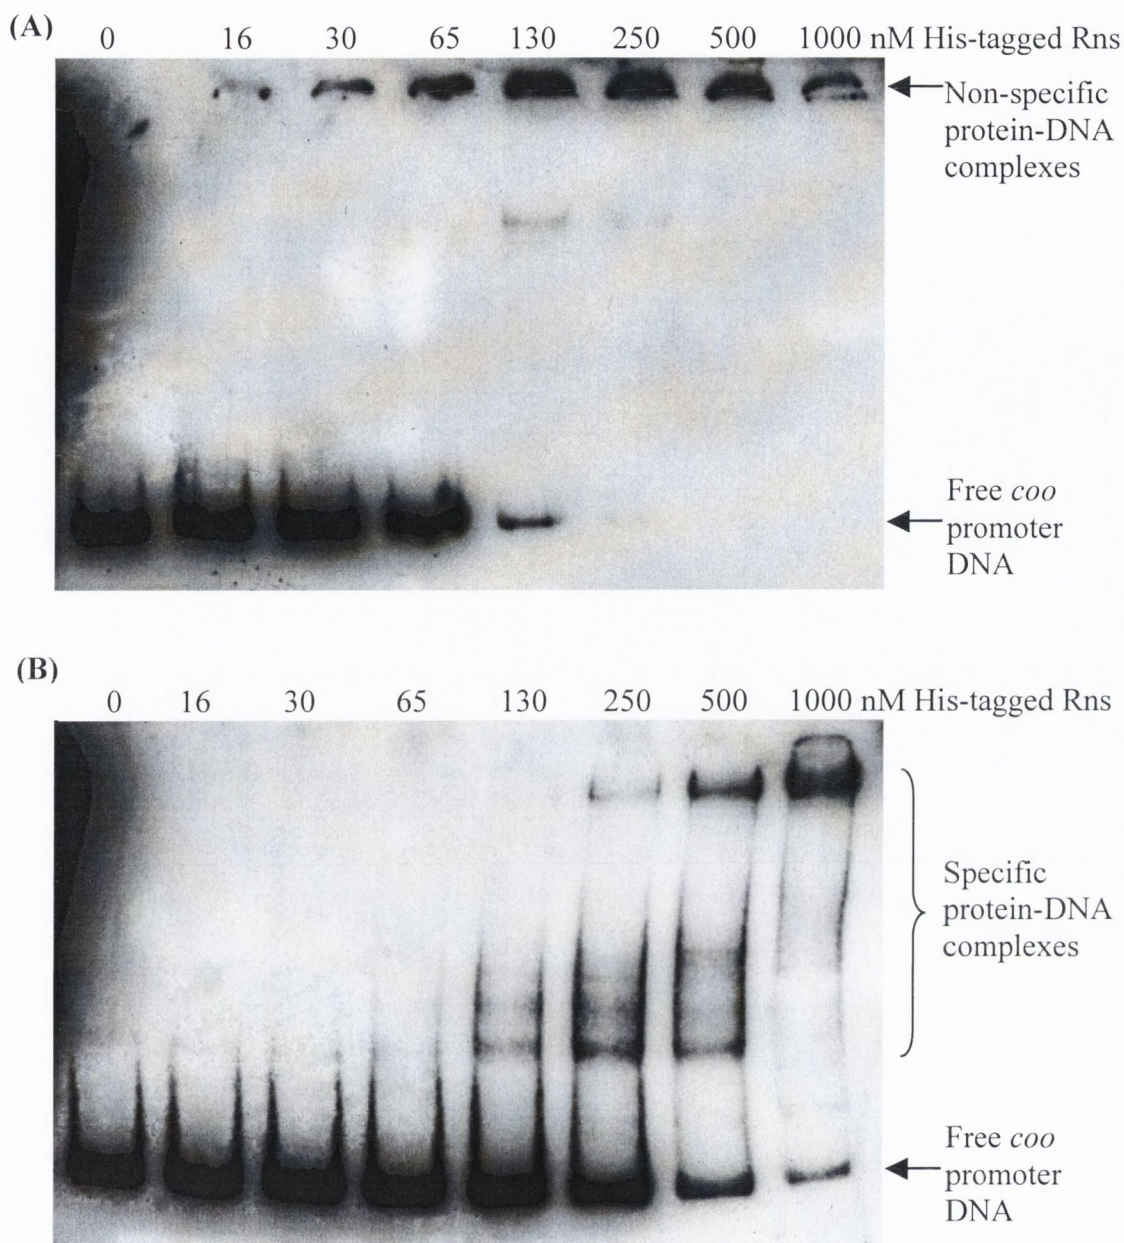 (A)
0 16 30 65 130 250 500 1000 nM His-tagged Rns
Non-specific
protein-DNA
complexes
Free coo
promoter
DNA
(B)
0 16 30 65 130 250 500 1000 nM His-tagged Rns
Specific
protein-DNA
complexes
Free coo
promoter
DNA